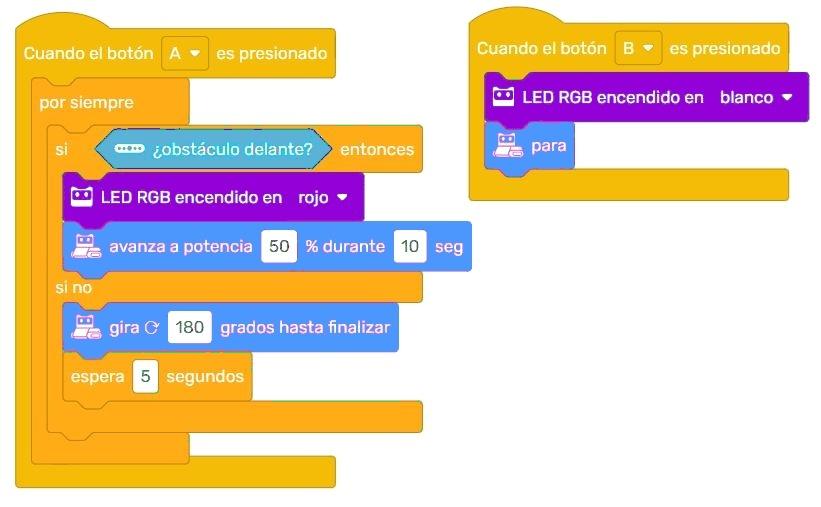 Cuando el botón A es presionado
por siempre
si ¿obstáculo delante? entonces
LED RGB encendido en rojo
avanza a potencia 50 % durante 10 seg
si no
gira 180 grados hasta finalizar
espera 5 segundos
Cuando el botón B es presionado
LED RGB encendido en blanco
para